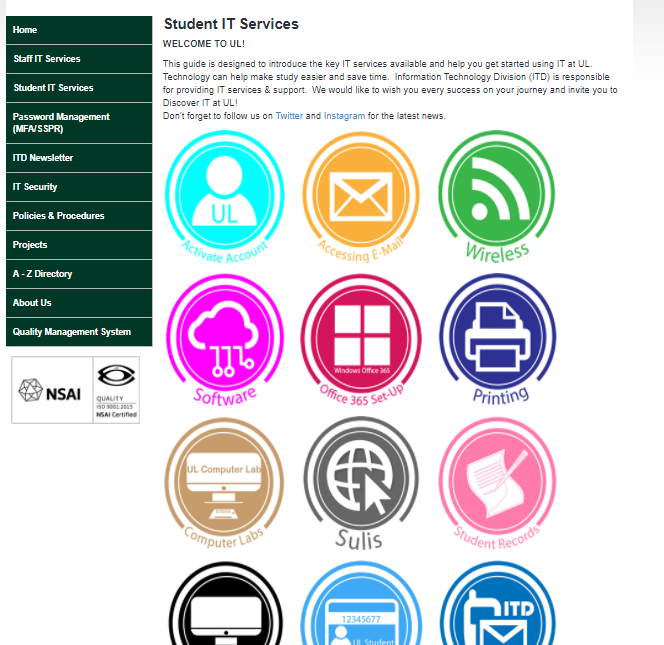 Home
Staff IT Services
Student IT Services
Password Management
(MFA/SSPR)
ITD Newsletter
IT Security
Policies & Procedures
Projects
A - Z Directory
About Us
Quality Management System
NSAI
QUALITY
ISO 9001:2015
NSAI Certified
Student IT Services
WELCOME TO UL!
This guide is designed to introduce the key IT services available and help you get started using IT at UL.
Technology can help make study easier and save time.  Information Technology Division (ITD) is responsible
for providing IT services & support.  We would like to wish you every success on your journey and invite you to
Discover IT at UL!
Don't forget to follow us on Twitter and Instagram for the latest news.
UL
Activate Account
Accessing E-Mail
Wireless
Software
Windows Office 365
Office 365 Set-Up
Printing
UL Computer Lab
Computer Labs
Sulis
Student Records
12345677
UL Student
ITD